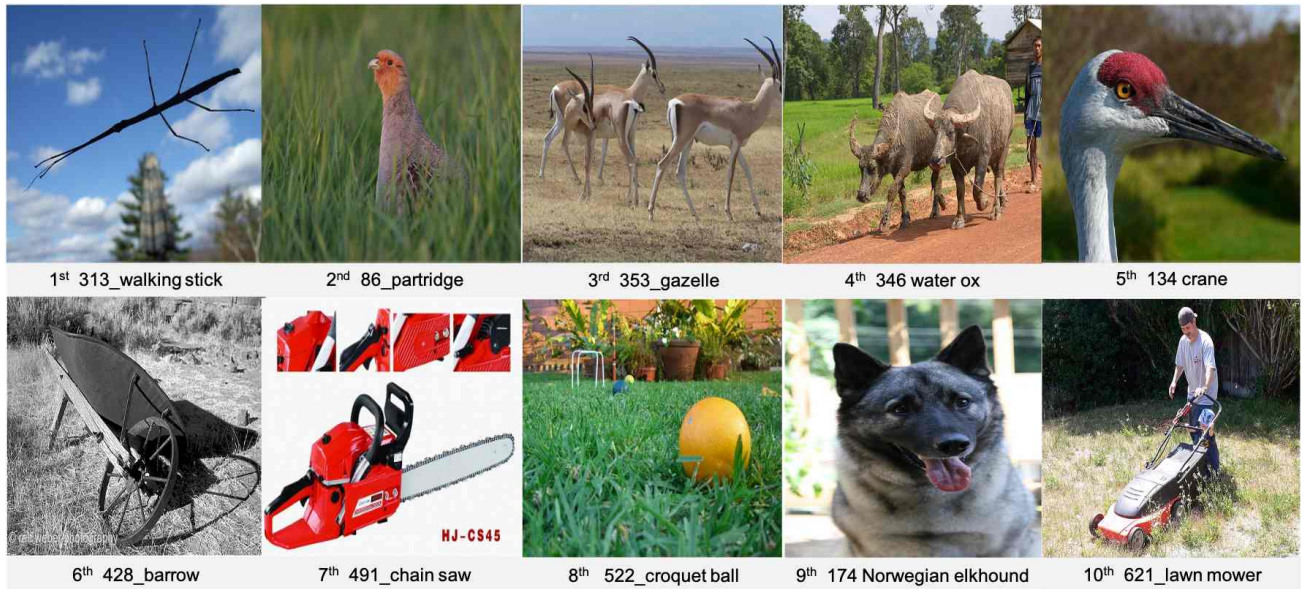 1st 313_walking stick
2nd 86_partridge
3rd 353_gazelle
4th 346 water ox
5th 134 crane
HJ-CS45
6th 428_barrow
7th 491_chain saw
8th 522_croquet ball
9th 174 Norwegian elkhound
10th 621_lawn mower